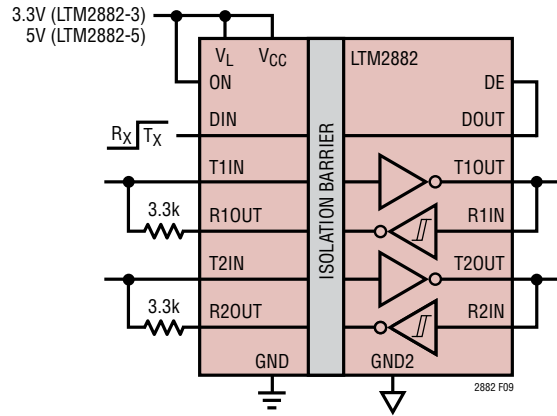 3.3V (LTM2882-3)
5V (LTM2882-5)
VL VCC LTM2882
ON DE
DIN DOUT
RX TX
T1IN T1OUT
3.3k R1OUT R1IN
T2IN T2OUT
3.3k R2OUT R2IN
ISOLATION BARRIER
GND GND2
2882 F09